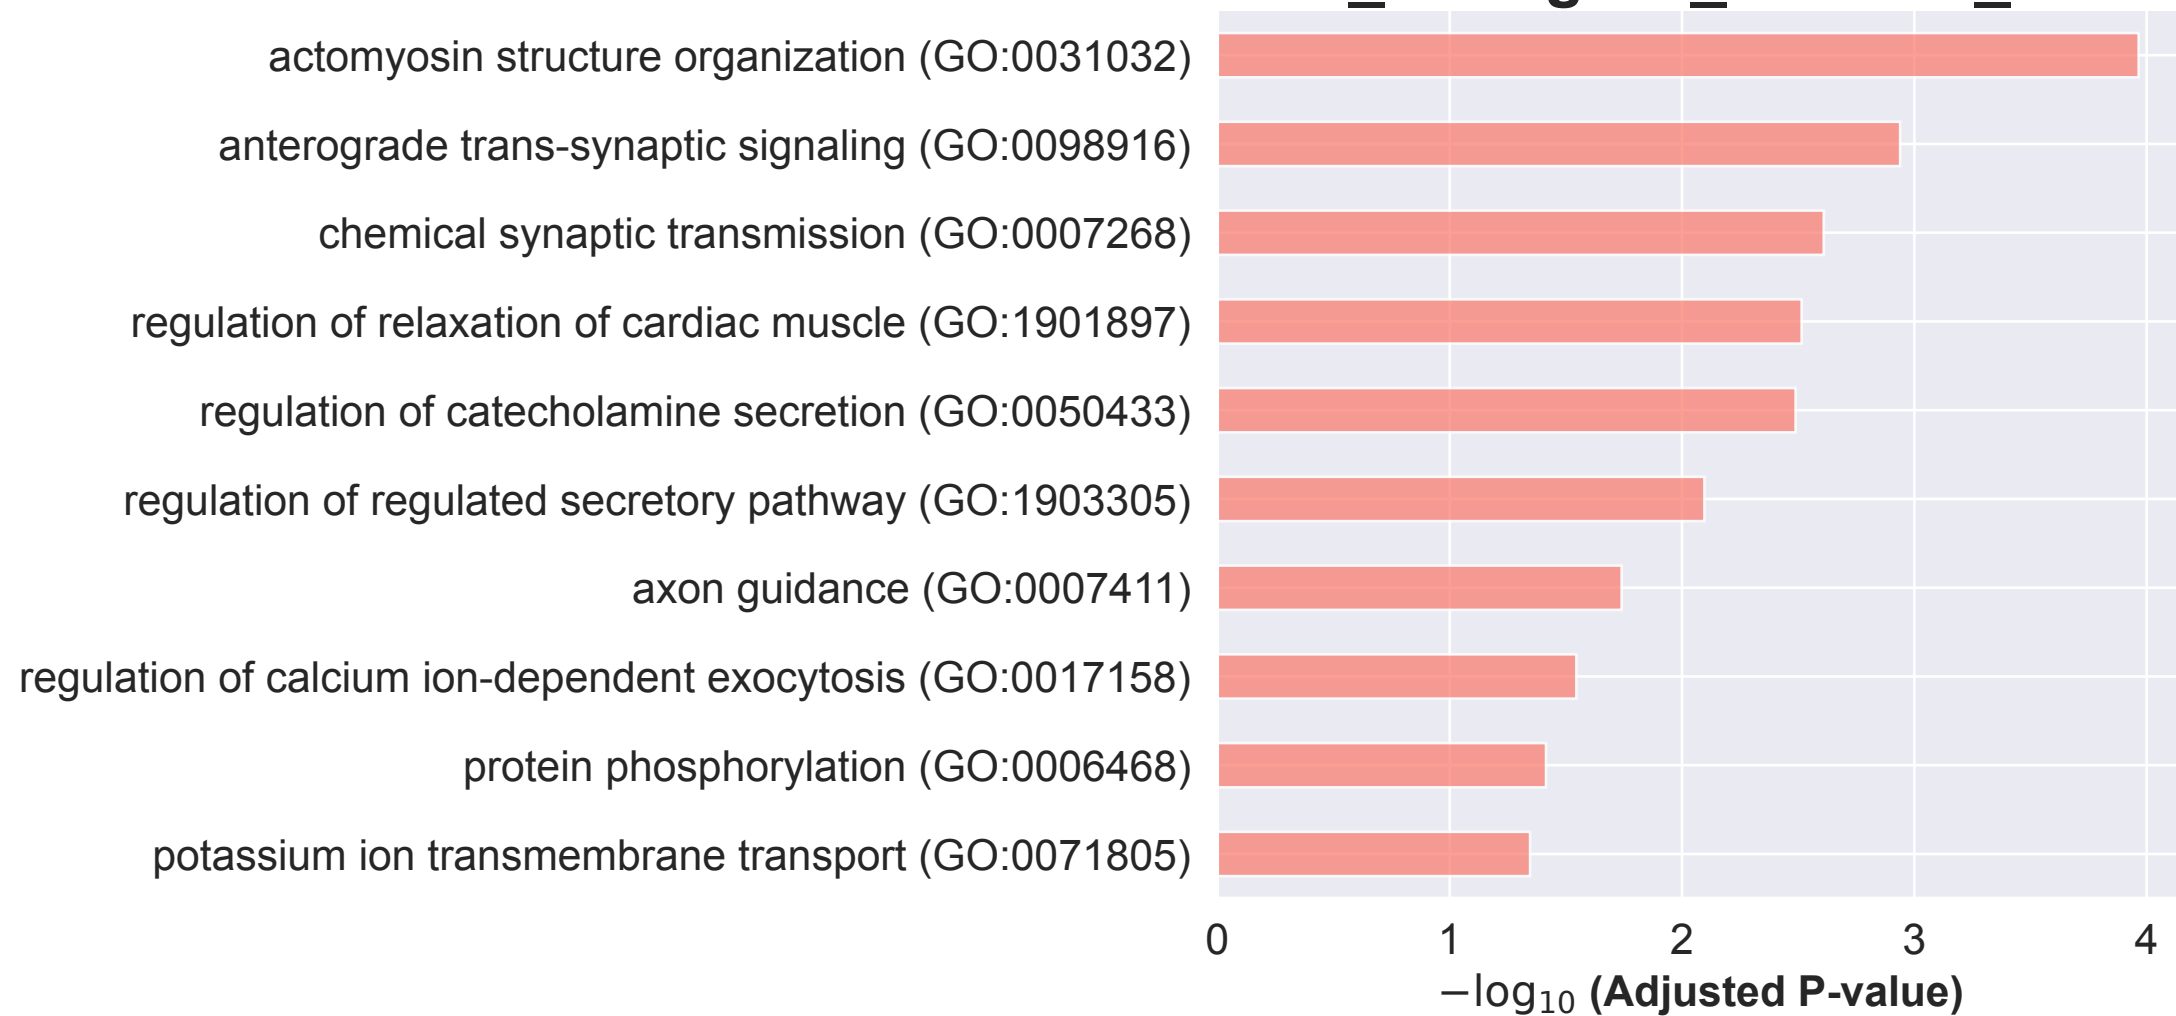 actomyosin structure organization (GO:0031032)
anterograde trans-synaptic signaling (GO:0098916)
chemical synaptic transmission (GO:0007268)
regulation of relaxation of cardiac muscle (GO:1901897)
regulation of catecholamine secretion (GO:0050433)
regulation of regulated secretory pathway (GO:1903305)
axon guidance (GO:0007411)
regulation of calcium ion-dependent exocytosis (GO:0017158)
protein phosphorylation (GO:0006468)
potassium ion transmembrane transport (GO:0071805)
0 1 2 3 4
−log₁₀ (Adjusted P-value)